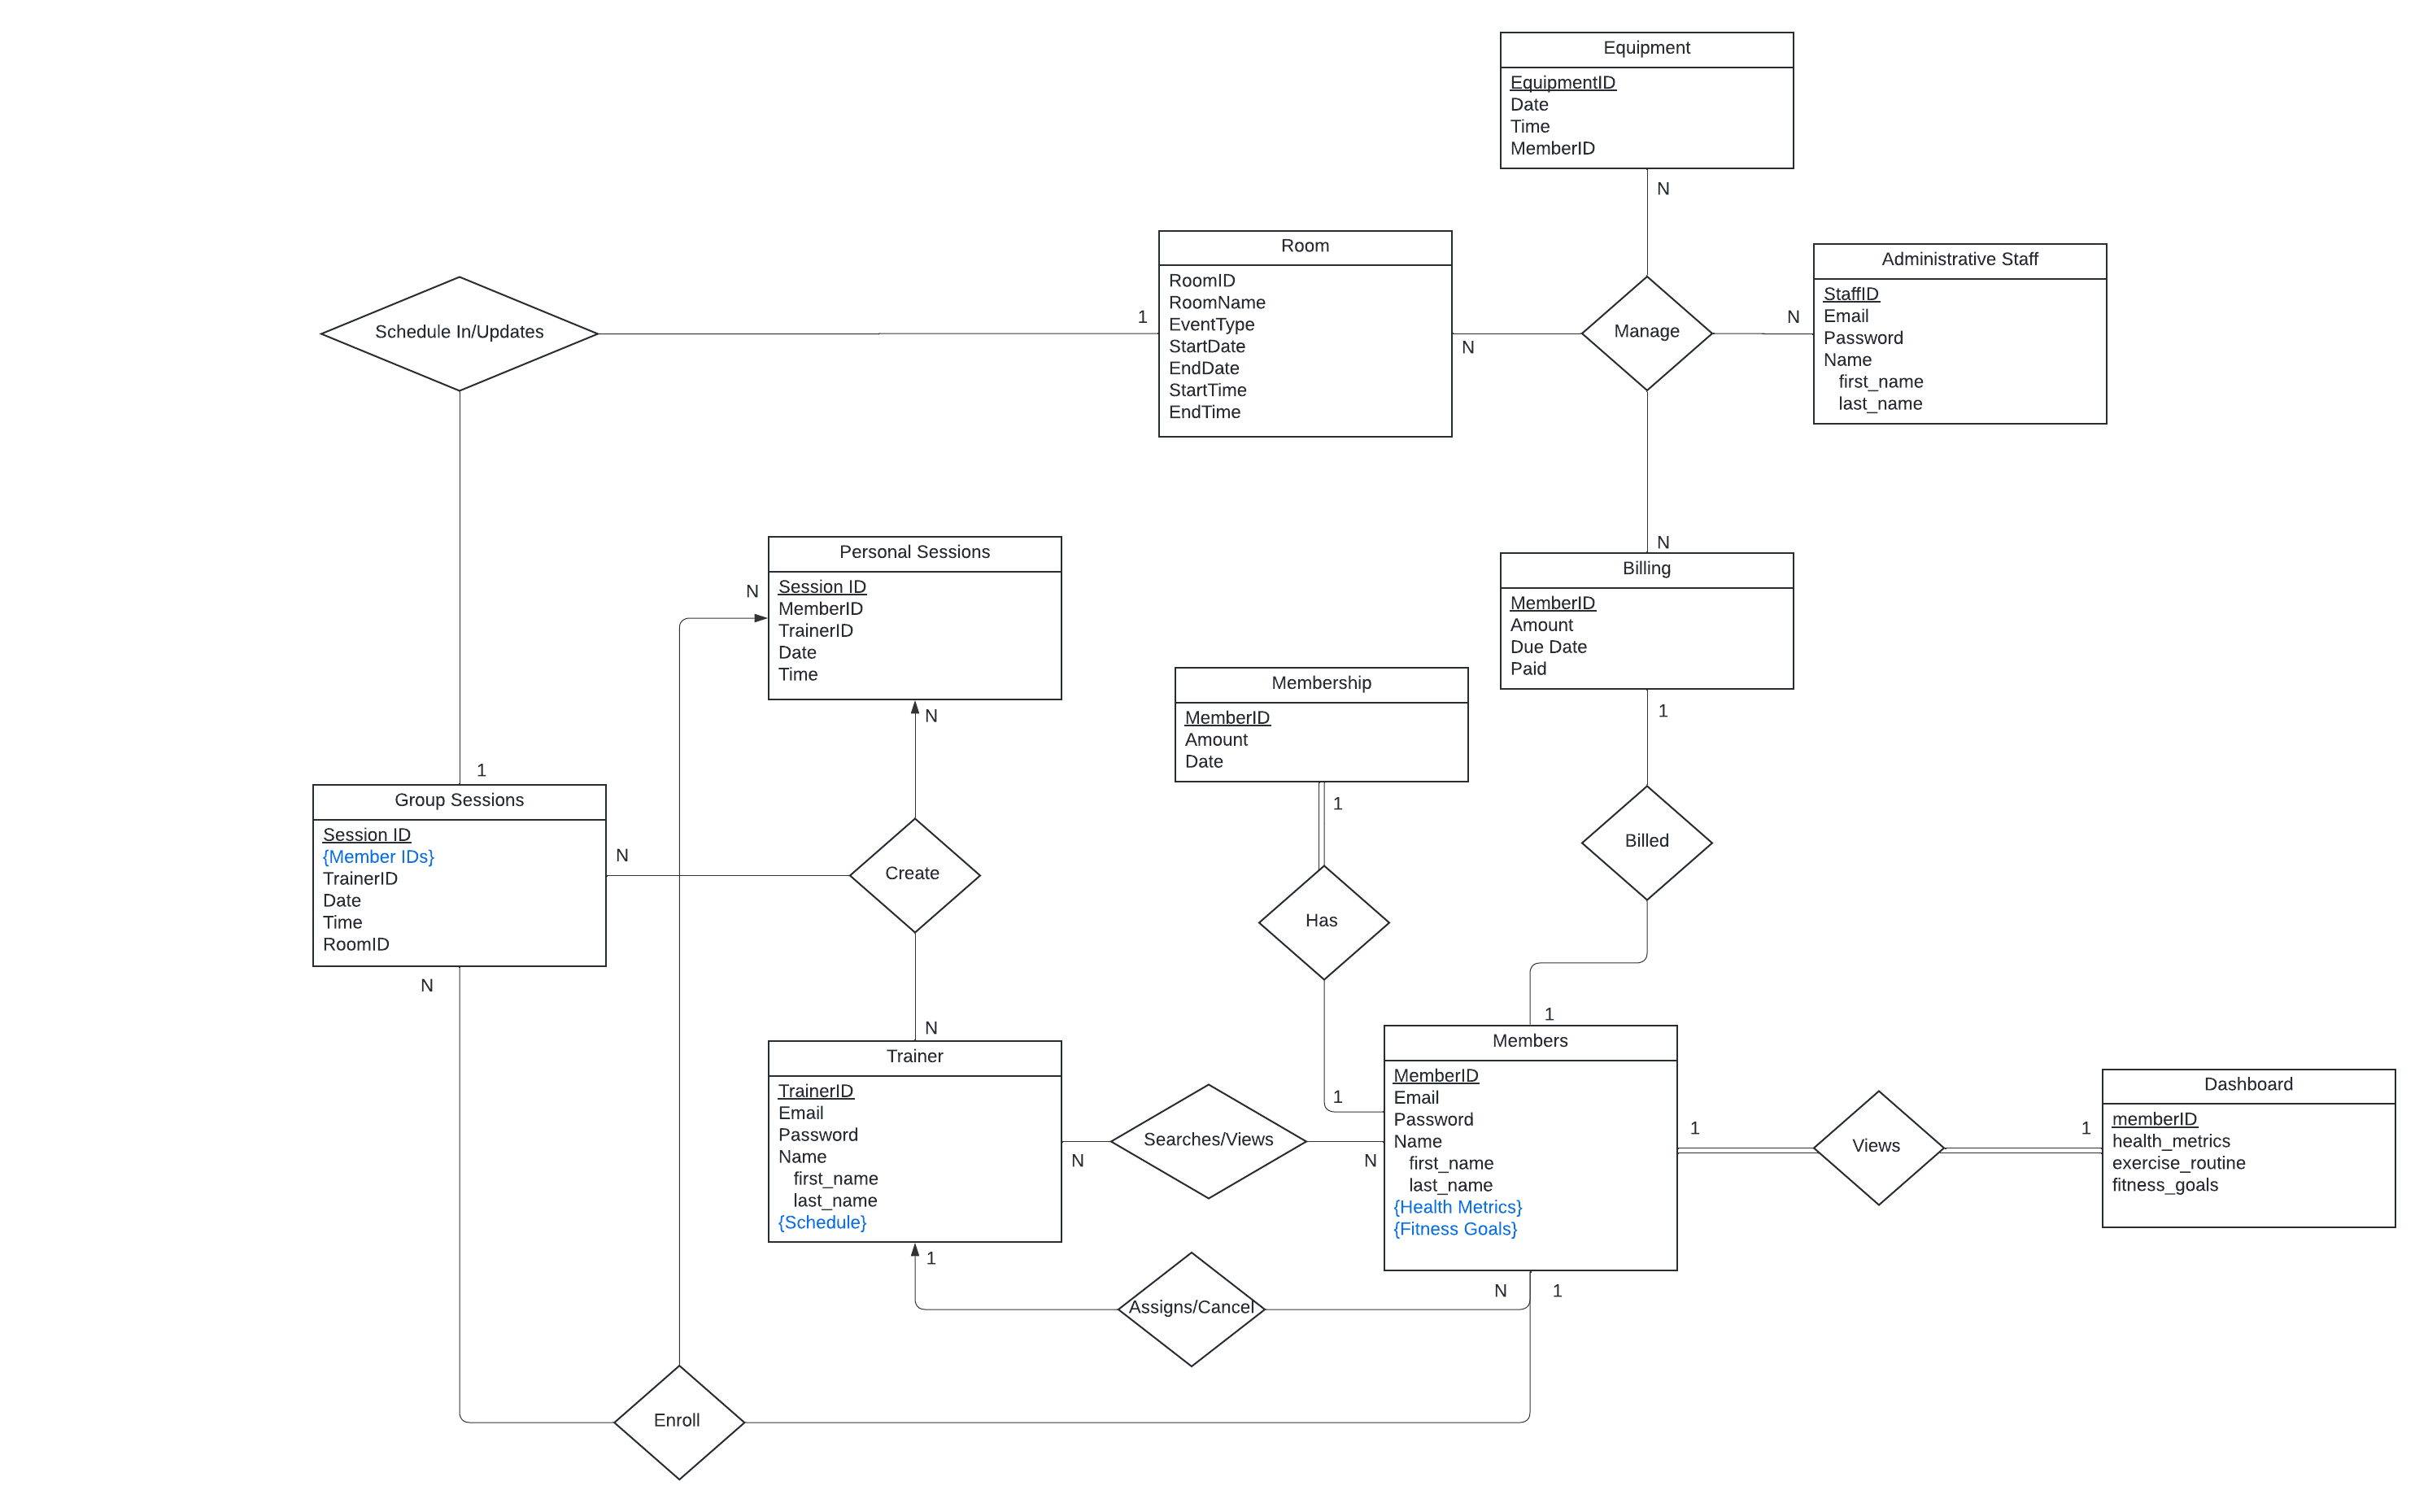 Equipment
EquipmentID
Date
Time
MemberID
N
Room
RoomID
RoomName
EventType
StartDate
EndDate
StartTime
EndTime
Administrative Staff
StaffID
Email
Password
Name
first_name
last_name
Schedule In/Updates
1
N
Manage
N
N
Personal Sessions
Session ID
MemberID
TrainerID
Date
Time
N
N
Billing
MemberID
Amount
Due Date
Paid
1
Membership
MemberID
Amount
Date
1
1
Group Sessions
Session ID
{Member IDs}
TrainerID
Date
Time
RoomID
N
N
Create
N
Has
Billed
1
Trainer
TrainerID
Email
Password
Name
first_name
last_name
{Schedule}
1
N
Searches/Views
N
1
Members
MemberID
Email
Password
Name
first_name
last_name
{Health Metrics}
{Fitness Goals}
1
Views
1
Dashboard
memberID
health_metrics
exercise_routine
fitness_goals
Assigns/Cancel
N
1
Enroll